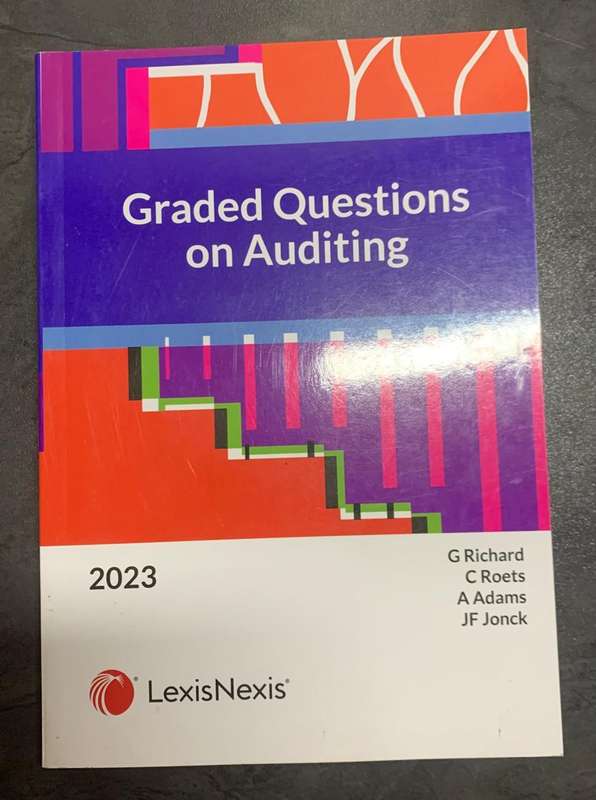 Graded Questions
on Auditing
2023
G Richard
C Roets
A Adams
JF Jonck
LexisNexis®